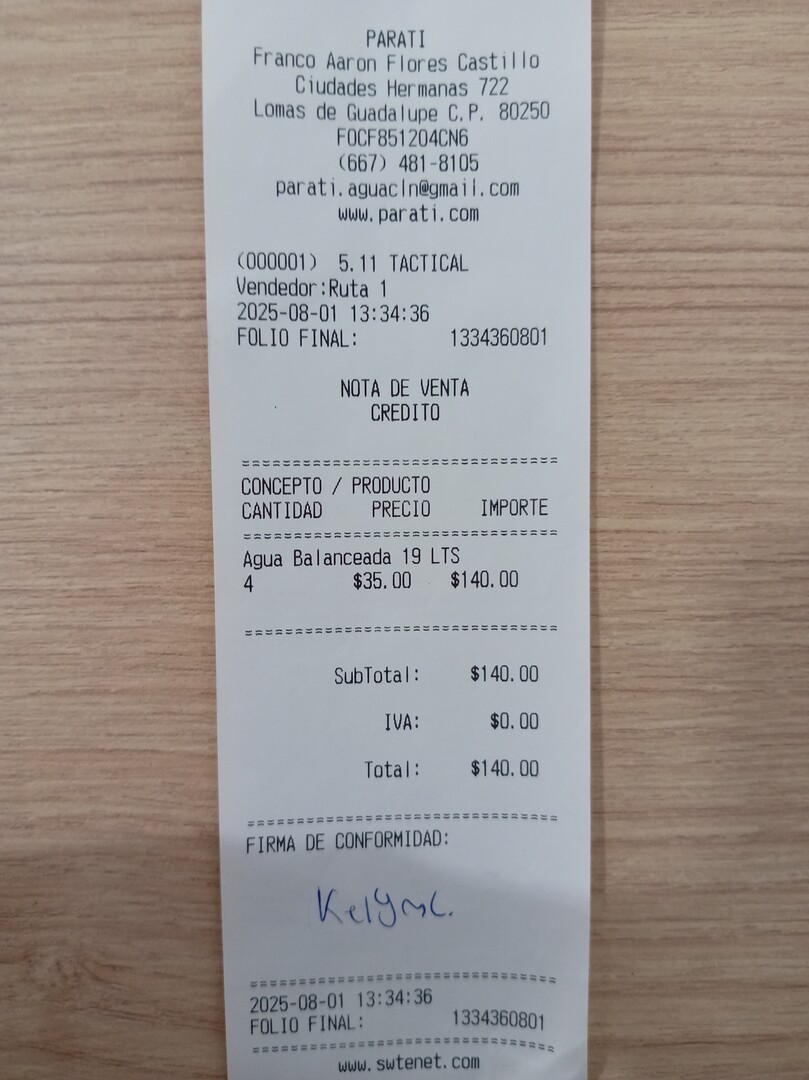 PARATI
Franco Aaron Flores Castillo
Ciudades Hermanas 722
Lomas de Guadalupe C.P. 80250
FOCF851204CN6
(667) 481-8105
parati.aguacln@gmail.com
www.parati.com
(000001) 5.11 TACTICAL
Vendedor:Ruta 1
2025-08-01 13:34:36
FOLIO FINAL: 1334360801
NOTA DE VENTA
CREDITO
==============================
CONCEPTO / PRODUCTO
CANTIDAD PRECIO IMPORTE
==============================
Agua Balanceada 19 LTS
4 $35.00 $140.00
==============================
SubTotal: $140.00
IVA: $0.00
Total: $140.00
==============================
FIRMA DE CONFORMIDAD:
==============================
2025-08-01 13:34:36
FOLIO FINAL: 1334360801
==============================
www.swtenet.com